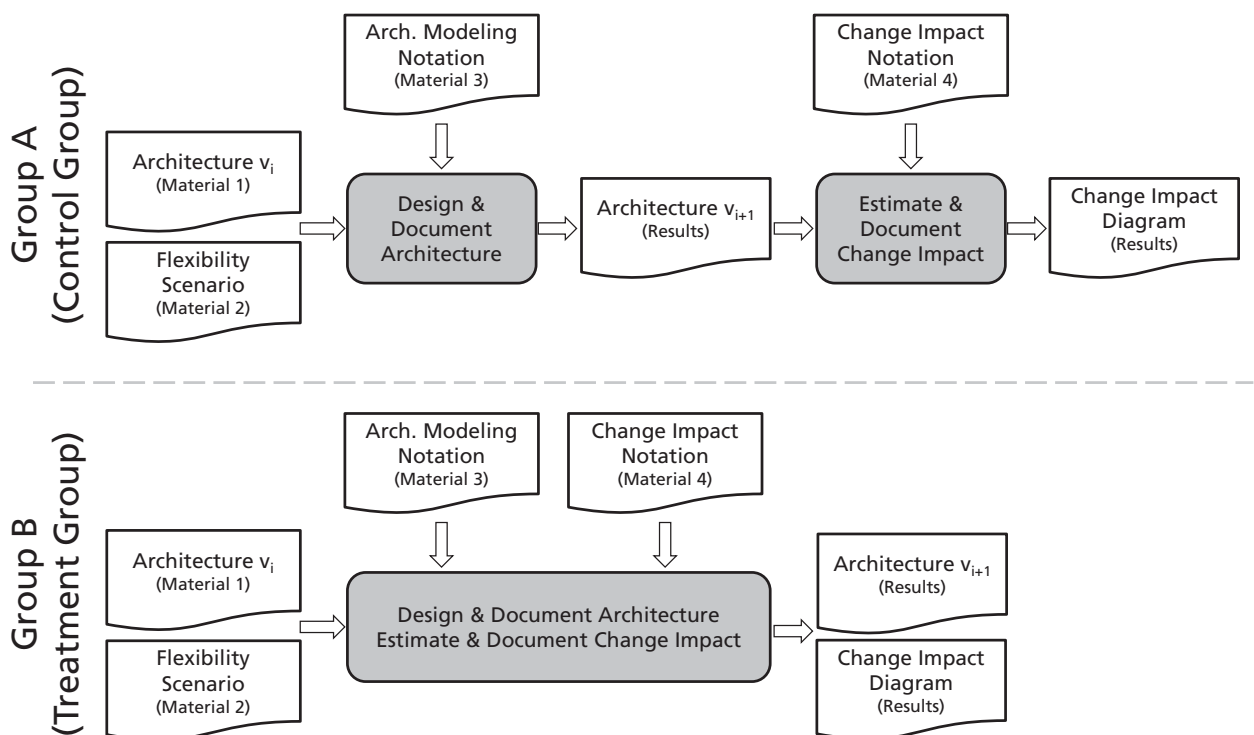 Group A
(Control Group)
Arch. Modeling
Notation
(Material 3)
Change Impact
Notation
(Material 4)
Architecture vi
(Material 1)
Flexibility
Scenario
(Material 2)
Design &
Document
Architecture
Architecture vi+1
(Results)
Estimate &
Document
Change Impact
Change Impact
Diagram
(Results)
Group B
(Treatment Group)
Arch. Modeling
Notation
(Material 3)
Change Impact
Notation
(Material 4)
Architecture vi
(Material 1)
Flexibility
Scenario
(Material 2)
Design & Document Architecture
Estimate & Document Change Impact
Architecture vi+1
(Results)
Change Impact
Diagram
(Results)